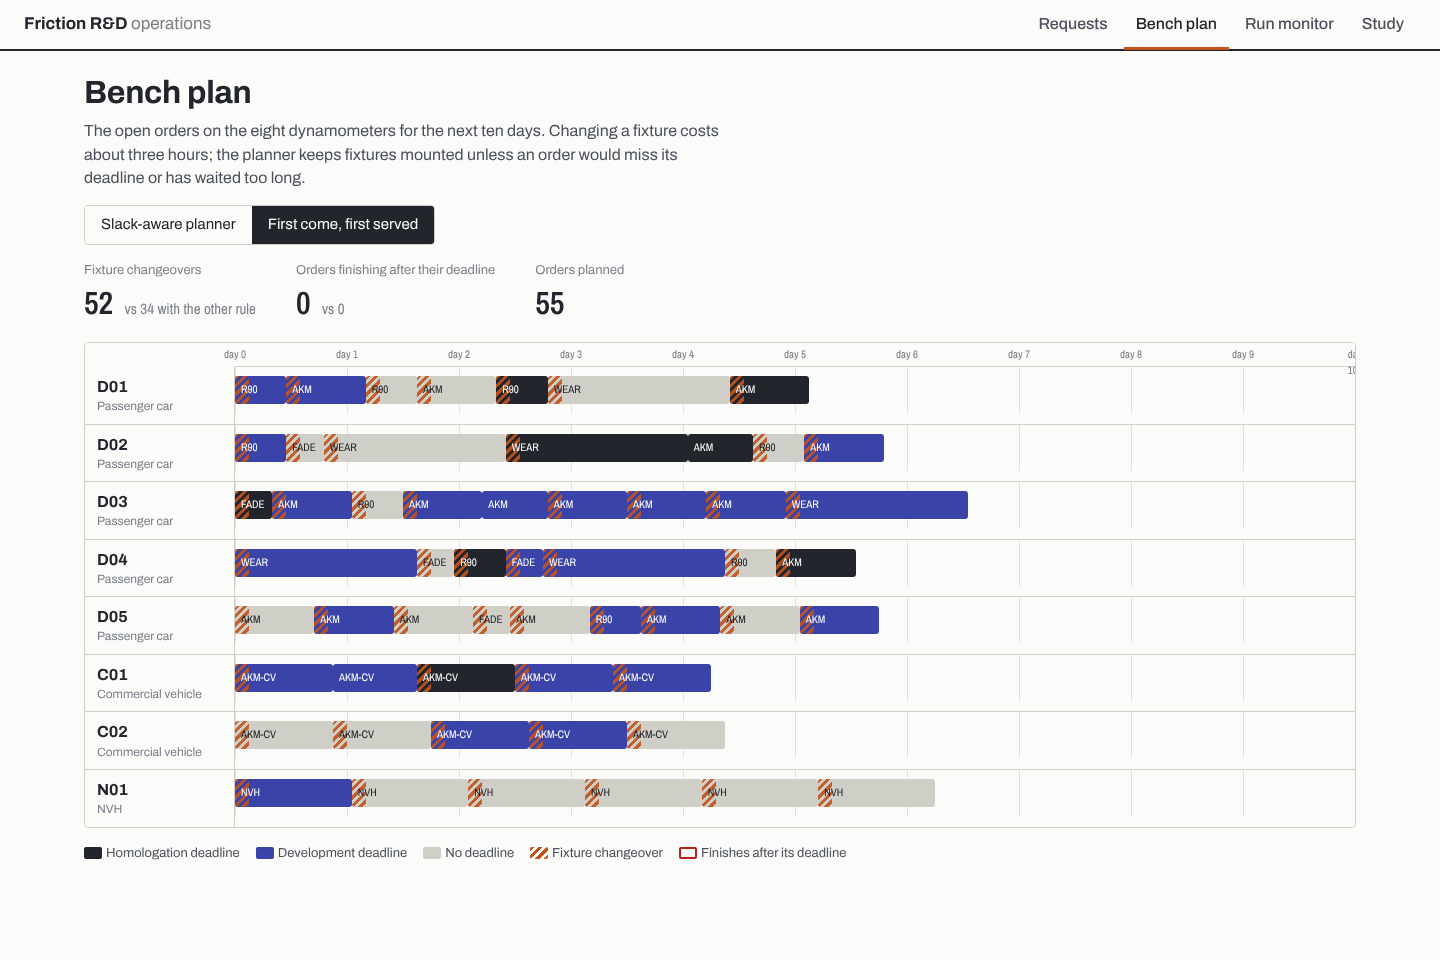 Friction R&D operations
Requests
Bench plan
Run monitor
Study
Bench plan
The open orders on the eight dynamometers for the next ten days. Changing a fixture costs
about three hours; the planner keeps fixtures mounted unless an order would miss its
deadline or has waited too long.
Slack-aware planner
First come, first served
Fixture changeovers
Orders finishing after their deadline
Orders planned
52 vs 34 with the other rule
0 vs 0
55
day 0 day 1 day 2 day 3 day 4 day 5 day 6 day 7 day 8 day 9 da
10
D01
Passenger car
R90 AKM R90 AKM R90 WEAR AKM
D02
Passenger car
R90 FADE WEAR WEAR AKM R90 AKM
D03
Passenger car
FADE AKM R90 AKM AKM AKM AKM AKM WEAR
D04
Passenger car
WEAR FADE R90 FADE WEAR R90 AKM
D05
Passenger car
AKM AKM AKM FADE AKM R90 AKM AKM AKM
C01
Commercial vehicle
AKM-CV AKM-CV AKM-CV AKM-CV AKM-CV
C02
Commercial vehicle
AKM-CV AKM-CV AKM-CV AKM-CV AKM-CV
N01
NVH
NVH NVH NVH NVH NVH NVH
Homologation deadline
Development deadline
No deadline
Fixture changeover
Finishes after its deadline